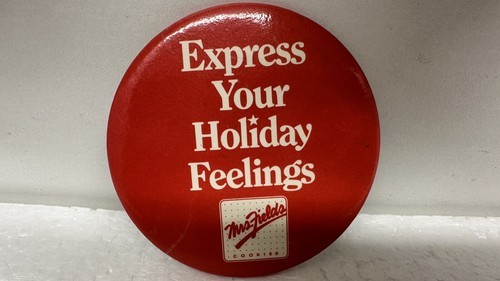 Express
Your
Holiday
Feelings
Mrs. Fields
COOKIES